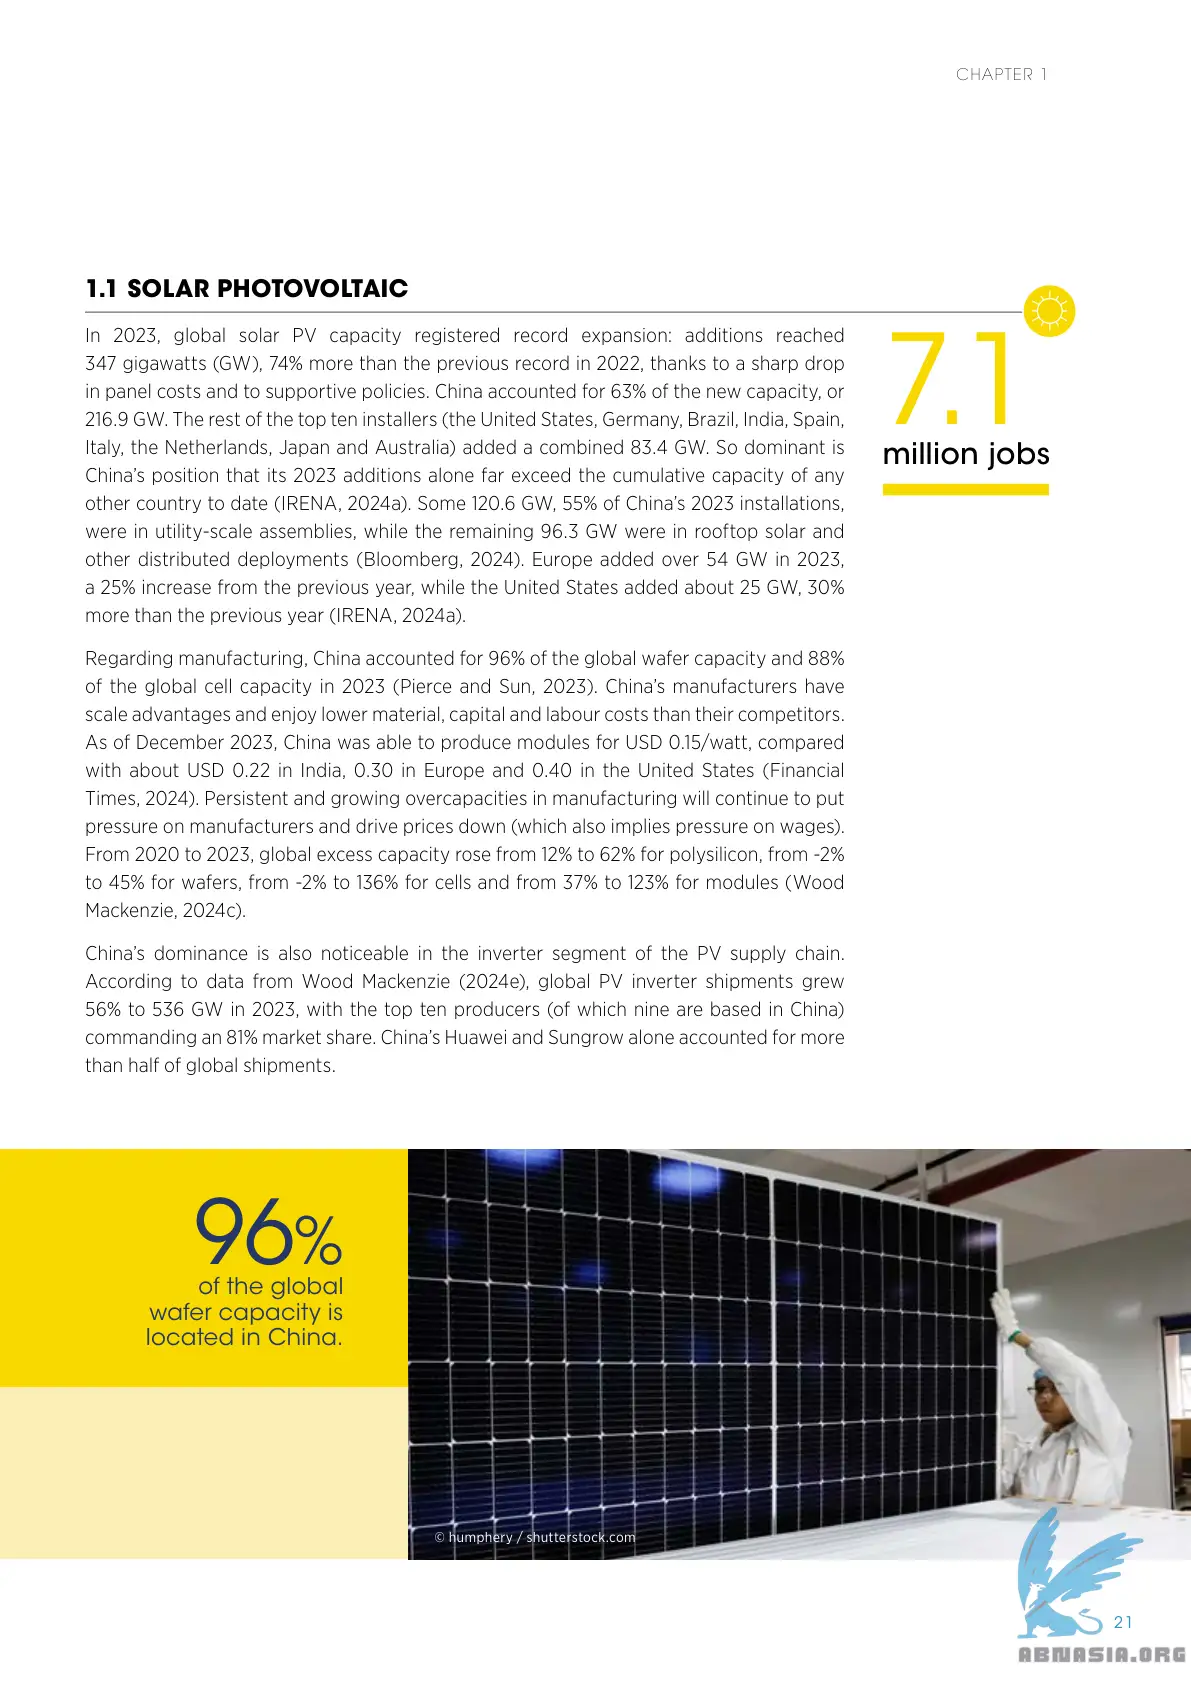 CHAPTER 1
1.1 SOLAR PHOTOVOLTAIC
In 2023, global solar PV capacity registered record expansion: additions reached
347 gigawatts (GW), 74% more than the previous record in 2022, thanks to a sharp drop
in panel costs and to supportive policies. China accounted for 63% of the new capacity, or
216.9 GW. The rest of the top ten installers (the United States, Germany, Brazil, India, Spain,
Italy, the Netherlands, Japan and Australia) added a combined 83.4 GW. So dominant is
China’s position that its 2023 additions alone far exceed the cumulative capacity of any
other country to date (IRENA, 2024a). Some 120.6 GW, 55% of China’s 2023 installations,
were in utility-scale assemblies, while the remaining 96.3 GW were in rooftop solar and
other distributed deployments (Bloomberg, 2024). Europe added over 54 GW in 2023,
a 25% increase from the previous year, while the United States added about 25 GW, 30%
more than the previous year (IRENA, 2024a).
Regarding manufacturing, China accounted for 96% of the global wafer capacity and 88%
of the global cell capacity in 2023 (Pierce and Sun, 2023). China’s manufacturers have
scale advantages and enjoy lower material, capital and labour costs than their competitors.
As of December 2023, China was able to produce modules for USD 0.15/watt, compared
with about USD 0.22 in India, 0.30 in Europe and 0.40 in the United States (Financial
Times, 2024). Persistent and growing overcapacities in manufacturing will continue to put
pressure on manufacturers and drive prices down (which also implies pressure on wages).
From 2020 to 2023, global excess capacity rose from 12% to 62% for polysilicon, from -2%
to 45% for wafers, from -2% to 136% for cells and from 37% to 123% for modules (Wood
Mackenzie, 2024c).
China’s dominance is also noticeable in the inverter segment of the PV supply chain.
According to data from Wood Mackenzie (2024e), global PV inverter shipments grew
56% to 536 GW in 2023, with the top ten producers (of which nine are based in China)
commanding an 81% market share. China’s Huawei and Sungrow alone accounted for more
than half of global shipments.
7.1
million jobs
96%
of the global
wafer capacity is
located in China.
© humphery / shutterstock.com
21
ABNASIA.ORG